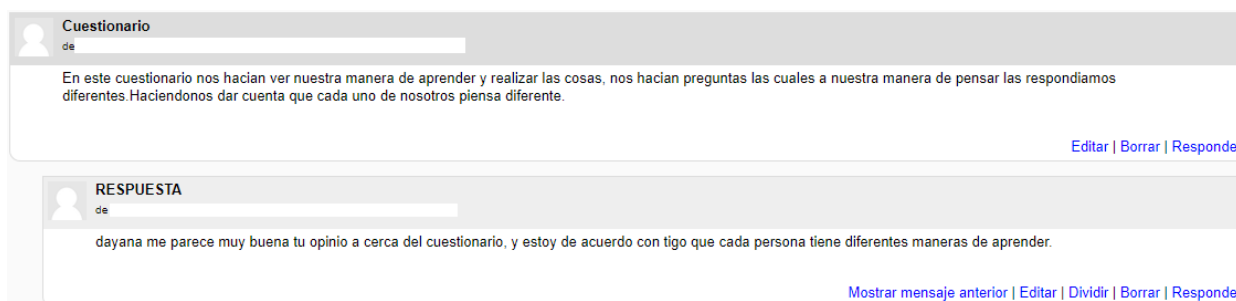 Cuestionario
de
En este cuestionario nos hacian ver nuestra manera de aprender y realizar las cosas, nos hacian preguntas las cuales a nuestra manera de pensar las respondiamos
diferentes.Haciendonos dar cuenta que cada uno de nosotros piensa diferente.
Editar | Borrar | Responde
RESPUESTA
de
dayana me parece muy buena tu opinio a cerca del cuestionario, y estoy de acuerdo con tigo que cada persona tiene diferentes maneras de aprender.
Mostrar mensaje anterior | Editar | Dividir | Borrar | Responde